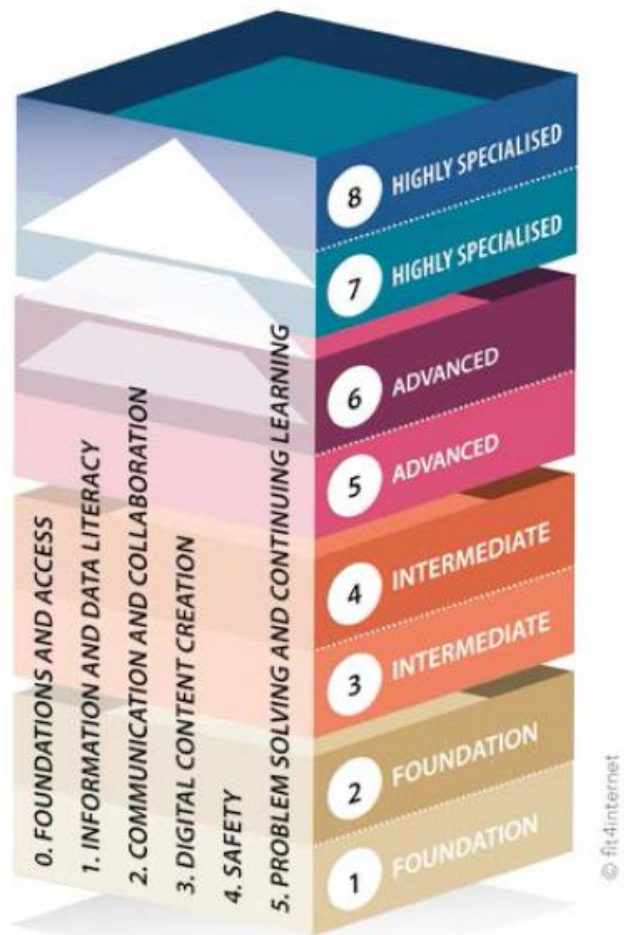 8 HIGHLY SPECIALISED
7 HIGHLY SPECIALISED
6 ADVANCED
5 ADVANCED
4 INTERMEDIATE
3 INTERMEDIATE
2 FOUNDATION
1 FOUNDATION
0. FOUNDATIONS AND ACCESS
1. INFORMATION AND DATA LITERACY
2. COMMUNICATION AND COLLABORATION
3. DIGITAL CONTENT CREATION
4. SAFETY
5. PROBLEM SOLVING AND CONTINUING LEARNING
© fit4internet